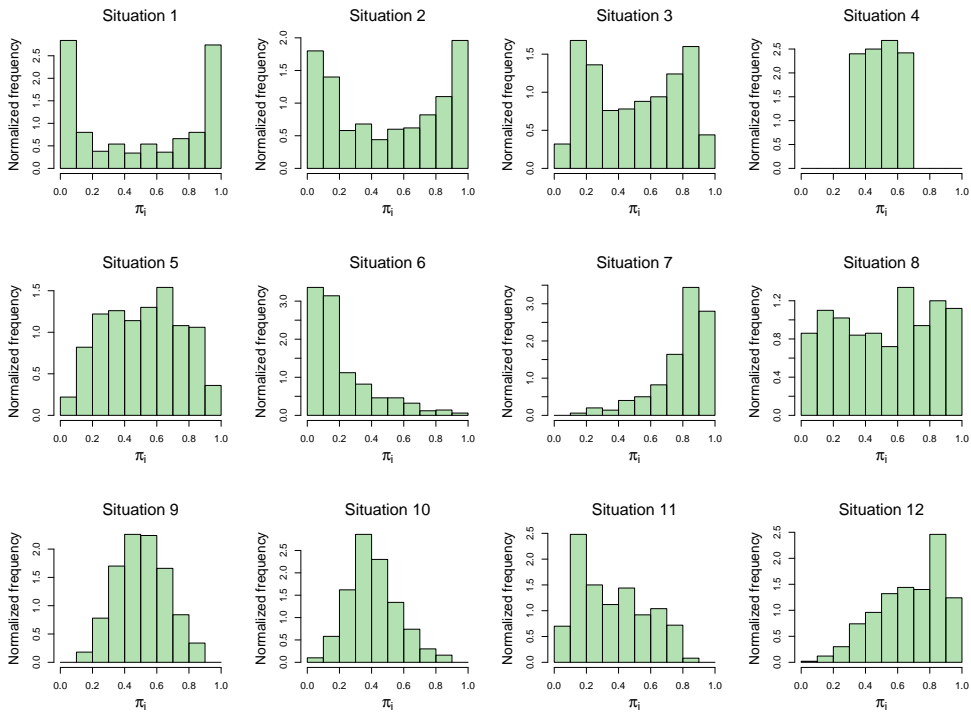 Situation 1
Normalized frequency
0.0 0.5 1.0 1.5 2.0 2.5
0.0 0.2 0.4 0.6 0.8 1.0
πi
Situation 2
Normalized frequency
0.0 0.5 1.0 1.5 2.0
0.0 0.2 0.4 0.6 0.8 1.0
πi
Situation 3
Normalized frequency
0.0 0.5 1.0 1.5
0.0 0.2 0.4 0.6 0.8 1.0
πi
Situation 4
Normalized frequency
0.0 0.5 1.0 1.5 2.0 2.5
0.0 0.2 0.4 0.6 0.8 1.0
πi
Situation 5
Normalized frequency
0.0 0.5 1.0 1.5
0.0 0.2 0.4 0.6 0.8 1.0
πi
Situation 6
Normalized frequency
0.0 1.0 2.0 3.0
0.0 0.2 0.4 0.6 0.8 1.0
πi
Situation 7
Normalized frequency
0.0 1.0 2.0 3.0
0.0 0.2 0.4 0.6 0.8 1.0
πi
Situation 8
Normalized frequency
0.0 0.4 0.8 1.2
0.0 0.2 0.4 0.6 0.8 1.0
πi
Situation 9
Normalized frequency
0.0 0.5 1.0 1.5 2.0
0.0 0.2 0.4 0.6 0.8 1.0
πi
Situation 10
Normalized frequency
0.0 0.5 1.0 1.5 2.0 2.5
0.0 0.2 0.4 0.6 0.8 1.0
πi
Situation 11
Normalized frequency
0.0 0.5 1.0 1.5 2.0 2.5
0.0 0.2 0.4 0.6 0.8 1.0
πi
Situation 12
Normalized frequency
0.0 0.5 1.0 1.5 2.0 2.5
0.0 0.2 0.4 0.6 0.8 1.0
πi